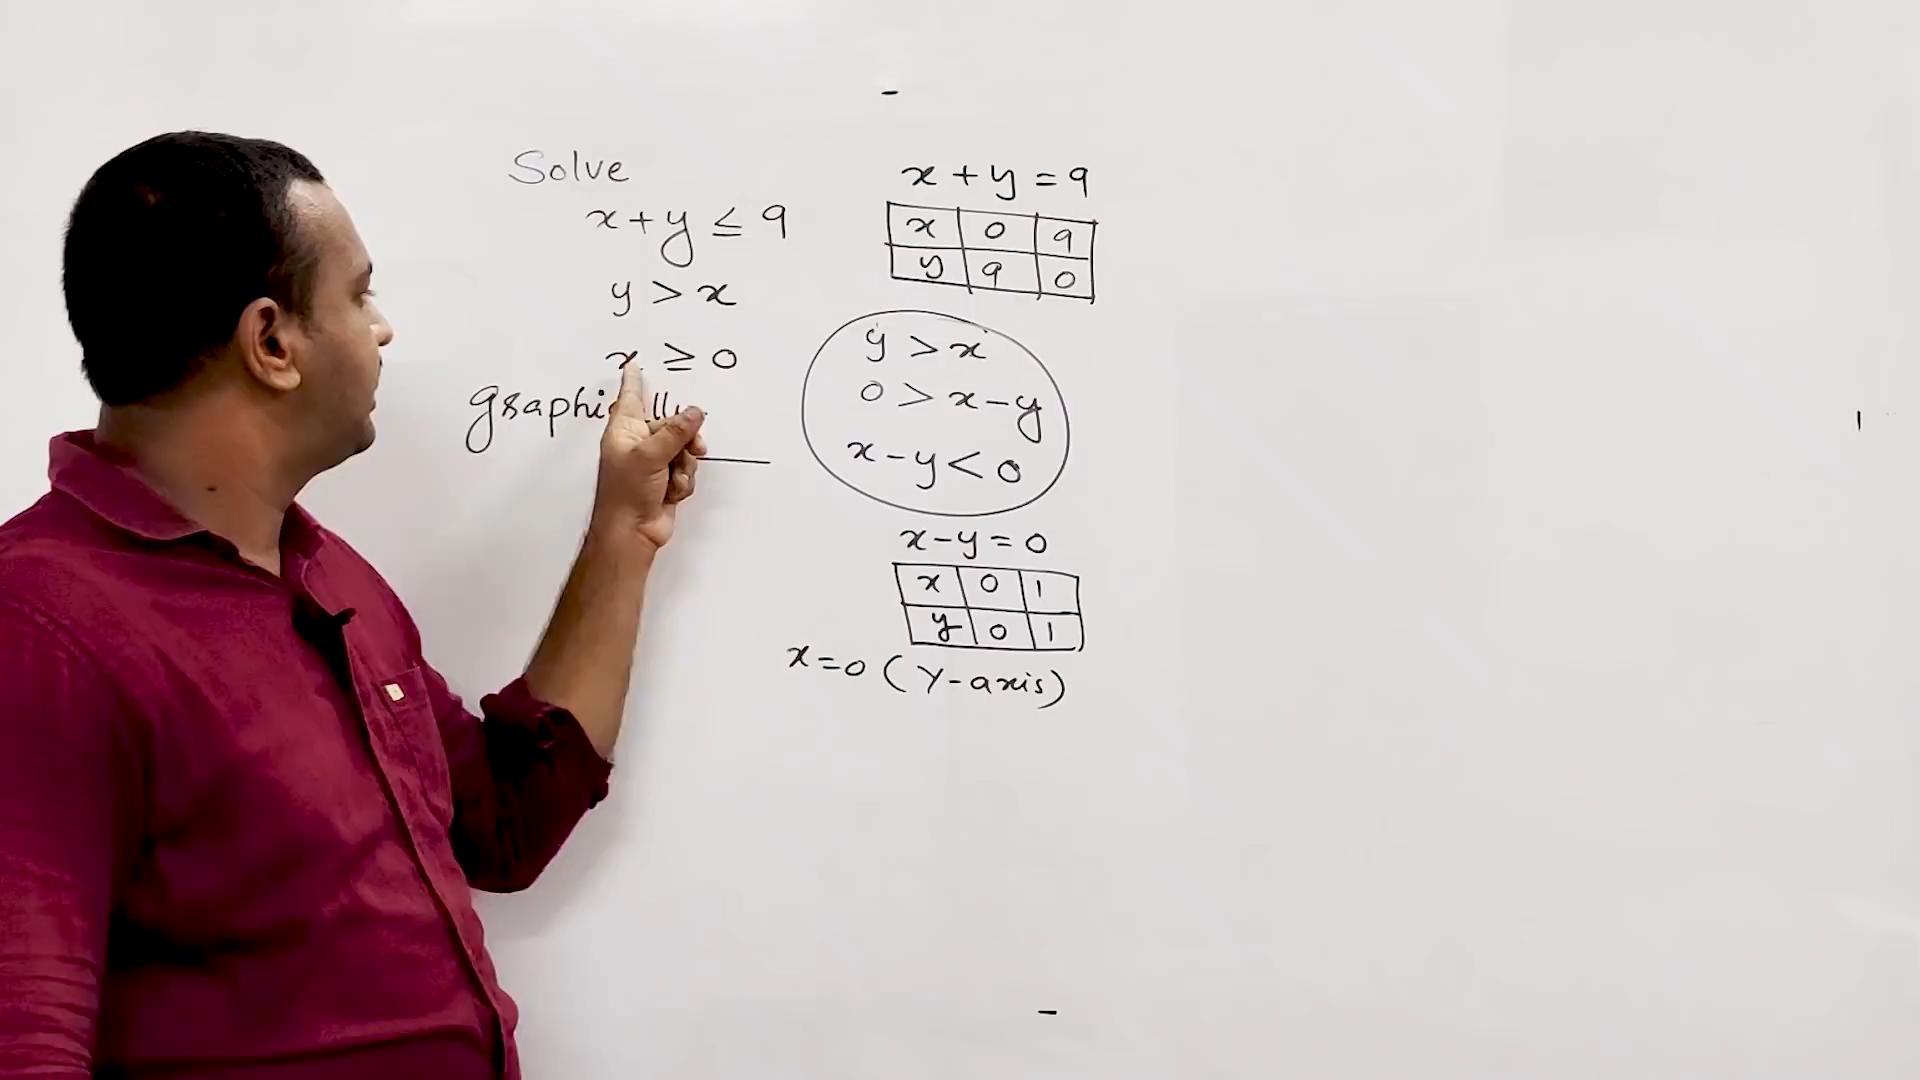 Solve
x + y ≤ 9
y > x
x ≥ 0
x + y = 9
x 0 9
y 9 0
y > x
0 > x - y
x - y < 0
x - y = 0
x 0 1
y 0 1
x = 0 (Y-axis)